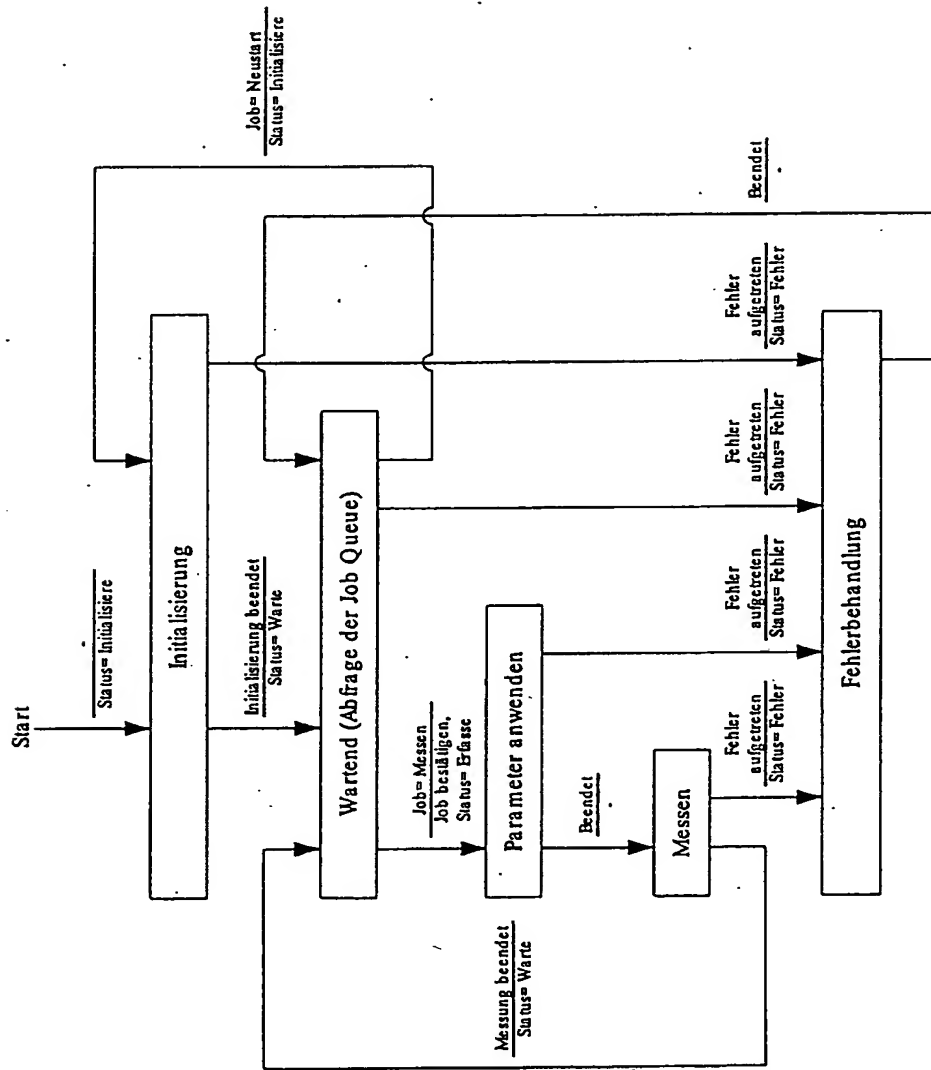 Start
Status= Initialisiere
Job= Neustart
Status= Initialisiere
Initialisierung
Initialisierung beendet
Status= Warte
Wartend (Abfrage der Job Queue)
Beendet
Job= Messen
Job bestätigen,
Status= Erfasse
Parameter anwenden
Beendet
Messen
Messung beendet
Status= Warte
Fehler
aufgetreten
Status= Fehler
Fehler
aufgetreten
Status= Fehler
Fehler
aufgetreten
Status= Fehler
Fehler
aufgetreten
Status= Fehler
Fehlerbehandlung